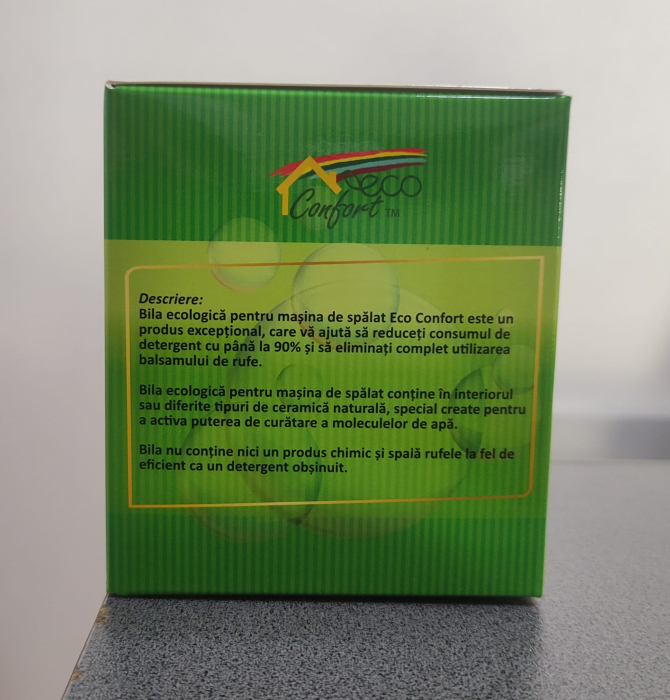 eco
Confort TM
Descriere:
Bila ecologică pentru mașina de spălat Eco Confort este un
produs excepțional, care vă ajută să reduceți consumul de
detergent cu până la 90% și să eliminați complet utilizarea
balsamului de rufe.
Bila ecologică pentru mașina de spălat conține în interiorul
sau diferite tipuri de ceramică naturală, special create pentru
a activa puterea de curătare a moleculelor de apă.
Bila nu conține nici un produs chimic și spală rufele la fel de
eficient ca un detergent obșinuit.